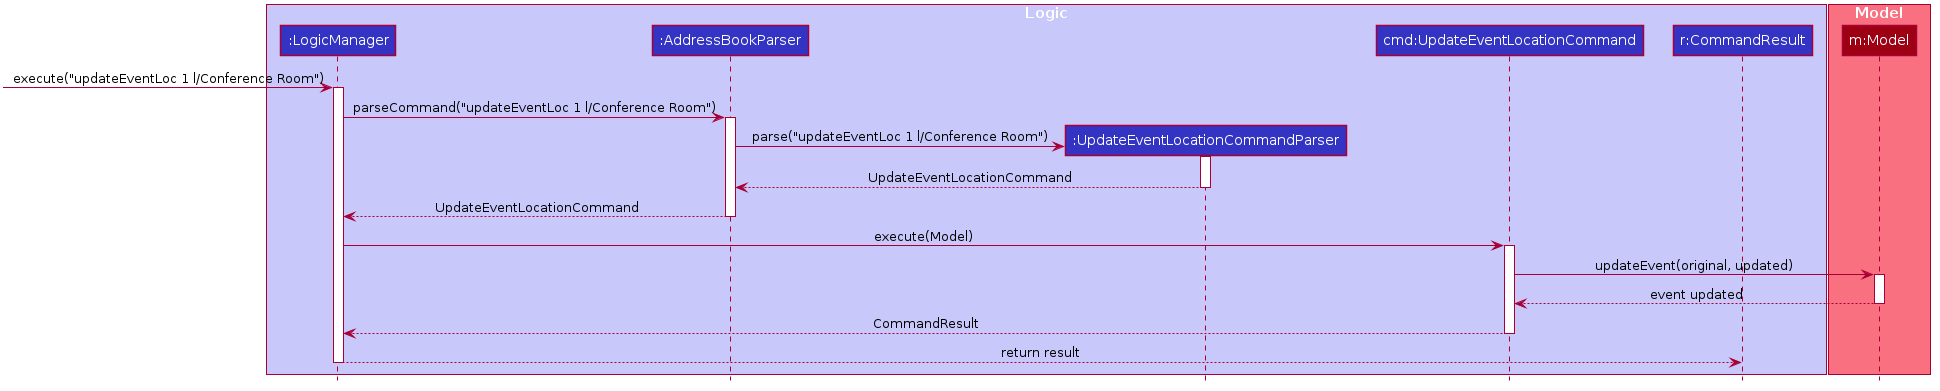 Logic
Model
:LogicManager
:AddressBookParser
cmd:UpdateEventLocationCommand
r:CommandResult
m:Model
execute("updateEventLoc 1 l/Conference Room")
parseCommand("updateEventLoc 1 l/Conference Room")
parse("updateEventLoc 1 l/Conference Room")
:UpdateEventLocationCommandParser
UpdateEventLocationCommand
UpdateEventLocationCommand
execute(Model)
updateEvent(original, updated)
event updated
CommandResult
return result